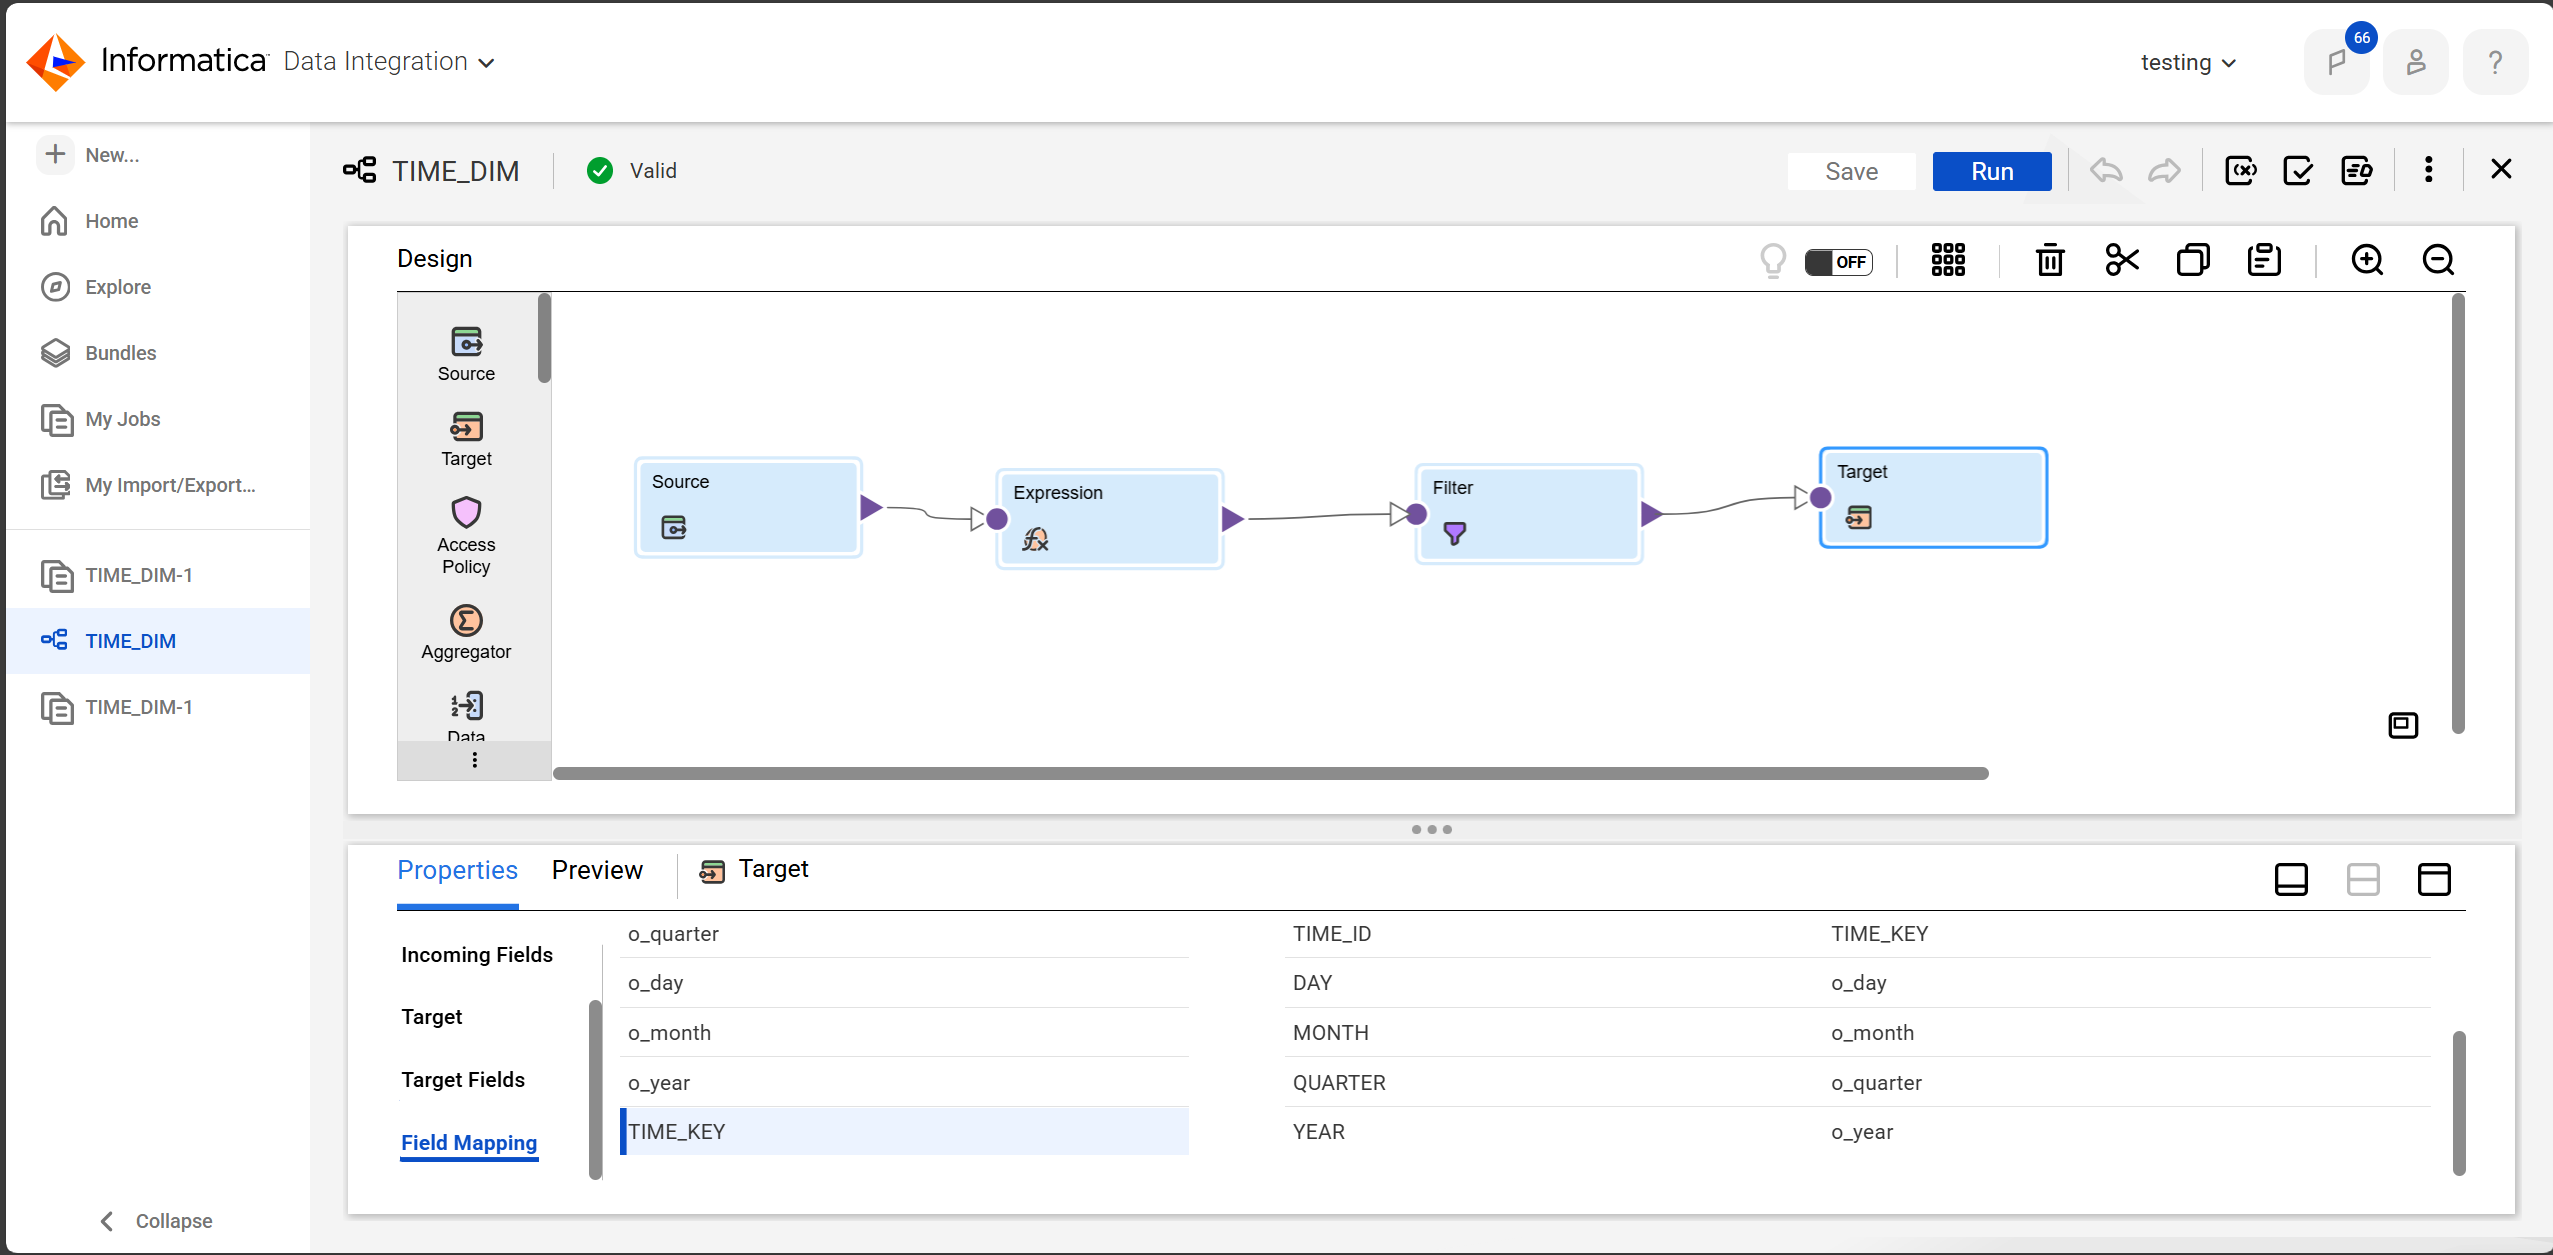 Informatica™ Data Integration
testing
66
?
New...
Home
Explore
Bundles
My Jobs
My Import/Export...
TIME_DIM-1
TIME_DIM
TIME_DIM-1
Collapse
TIME_DIM
Valid
Save
Run
Design
OFF
Source
Target
Access
Policy
Aggregator
Data
Source
Expression
Filter
Target
Properties
Preview
Target
Incoming Fields
Target
Target Fields
Field Mapping
o_quarter
o_day
o_month
o_year
TIME_KEY
TIME_ID TIME_KEY
DAY o_day
MONTH o_month
QUARTER o_quarter
YEAR o_year